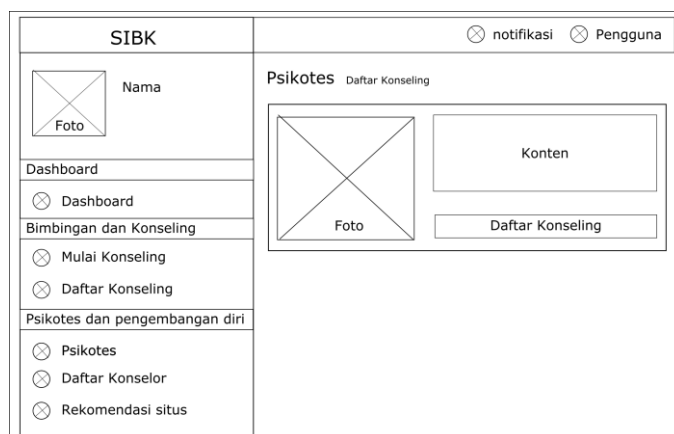 SIBK
notifikasi
Pengguna
Nama
Foto
Dashboard
Dashboard
Bimbingan dan Konseling
Mulai Konseling
Daftar Konseling
Psikotes dan pengembangan diri
Psikotes
Daftar Konselor
Rekomendasi situs
Psikotes Daftar Konseling
Foto
Konten
Daftar Konseling